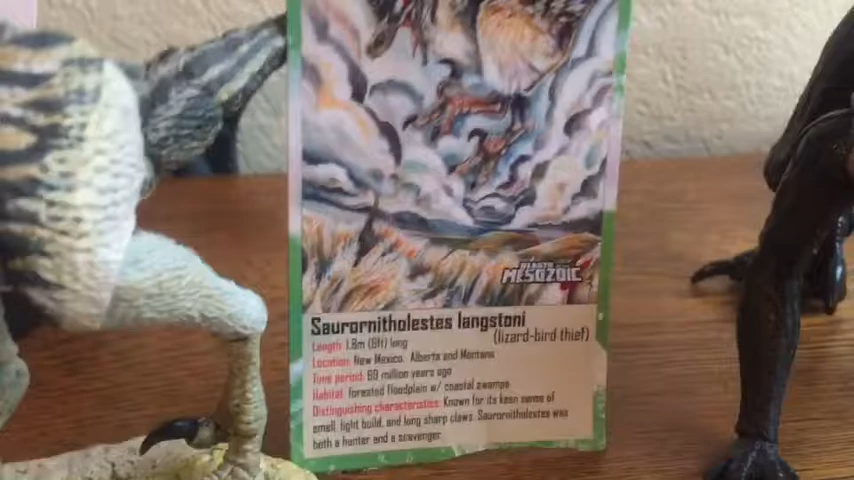 BEASTS OF THE
MESOZOIC
Saurornitholestes langstoni
(lizard-bird thief)
Length: 1.8m (6ft) long
Location: New Mexico, Alberta and Montana
Time period: 69 million years ago
Habitat: forested floodplain w/ coastal swamps
Distinguishing characteristics: Known for its keen sense of
smell, light build, and long sharp claws. Saurornitholestes was
both a hunter and a scavenger.